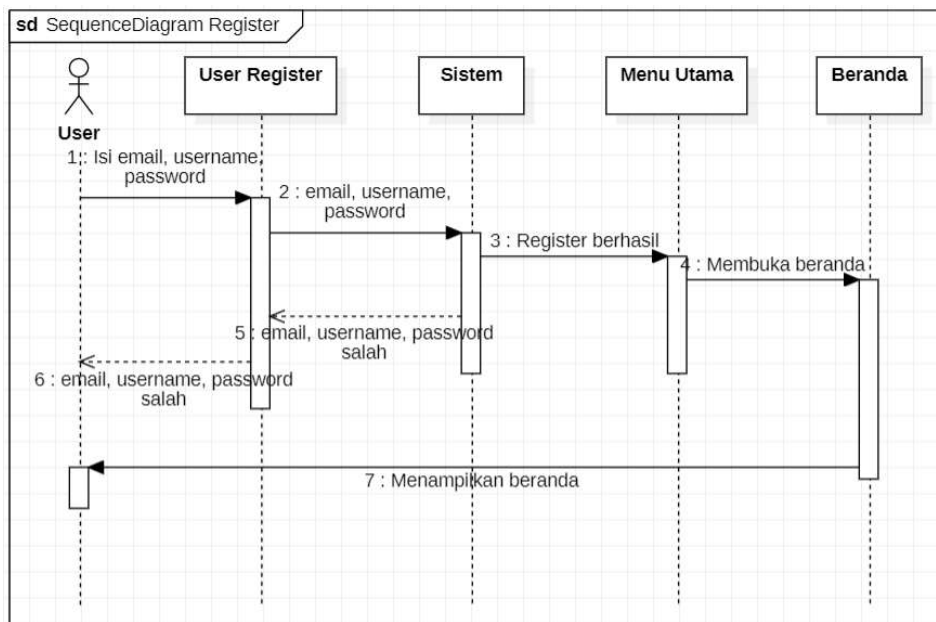 sd SequenceDiagram Register
User Register
Sistem
Menu Utama
Beranda
User
1 : Isi email, username,
password
2 : email, username,
password
3 : Register berhasil
4 : Membuka beranda
5 : email, username, password
salah
6 : email, username, password
salah
7 : Menampilkan beranda